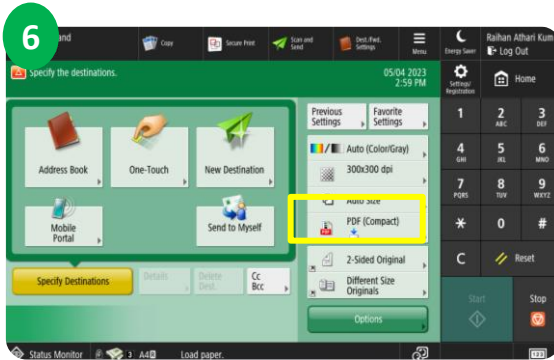 6
and
Copy
Secure Print
Scan and Send
Dest./Fwd. Settings
Menu
Energy Saver
Raihan Athari Kum
Log Out
Specify the destinations.
05/04 2023
2:59 PM
Settings/Registration
Home
Previous Settings
Favorite Settings
Address Book
One-Touch
New Destination
Mobile Portal
Send to Myself
Auto (Color/Gray)
300x300 dpi
Auto Size
PDF (Compact)
2-Sided Original
Different Size Originals
Options
Specify Destinations
Details
Delete Dest.
Cc Bcc
1
2 ABC
3 DEF
4 GHI
5 JKL
6 MNO
7 PQRS
8 TUV
9 WXYZ
*
0
#
C
Reset
Start
Stop
Status Monitor
3
A4
Load paper.
123